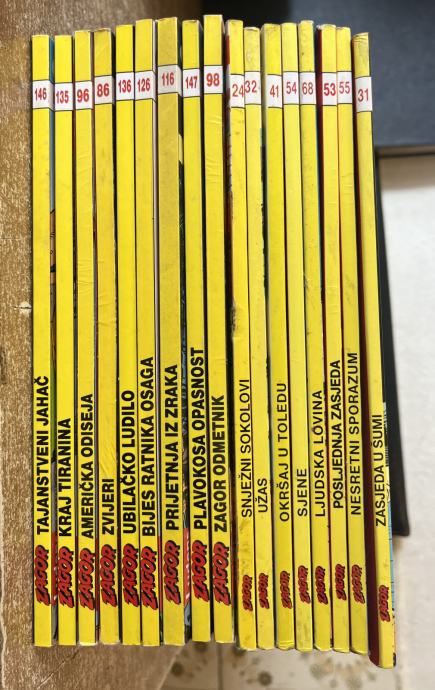 146 TAJANSTVENI JAHAČ ZAGOR
135 KRAJ TIRANINA ZAGOR
96 AMERIČKA ODISEJA ZAGOR
86 ZVIJERI ZAGOR
136 UBILAČKO LUDILO ZAGOR
126 BIJES RATNIKA OSAGA ZAGOR
116 PRIJETNJA IZ ZRAKA ZAGOR
147 PLAVOKOSA OPASNOST ZAGOR
98 ZAGOR ODMETNIK ZAGOR
24 SNJEŽNI SOKOLOVI ZAGOR
32 UŽAS ZAGOR
41 OKRŠAJ U TOLEDU ZAGOR
54 SJENE ZAGOR
68 LJUDSKA LOVINA ZAGOR
53 POSLJEDNJA ZASJEDA ZAGOR
55 NESRETNI SPORAZUM ZAGOR
31 ZASJEDA U ŠUMI ZAGOR